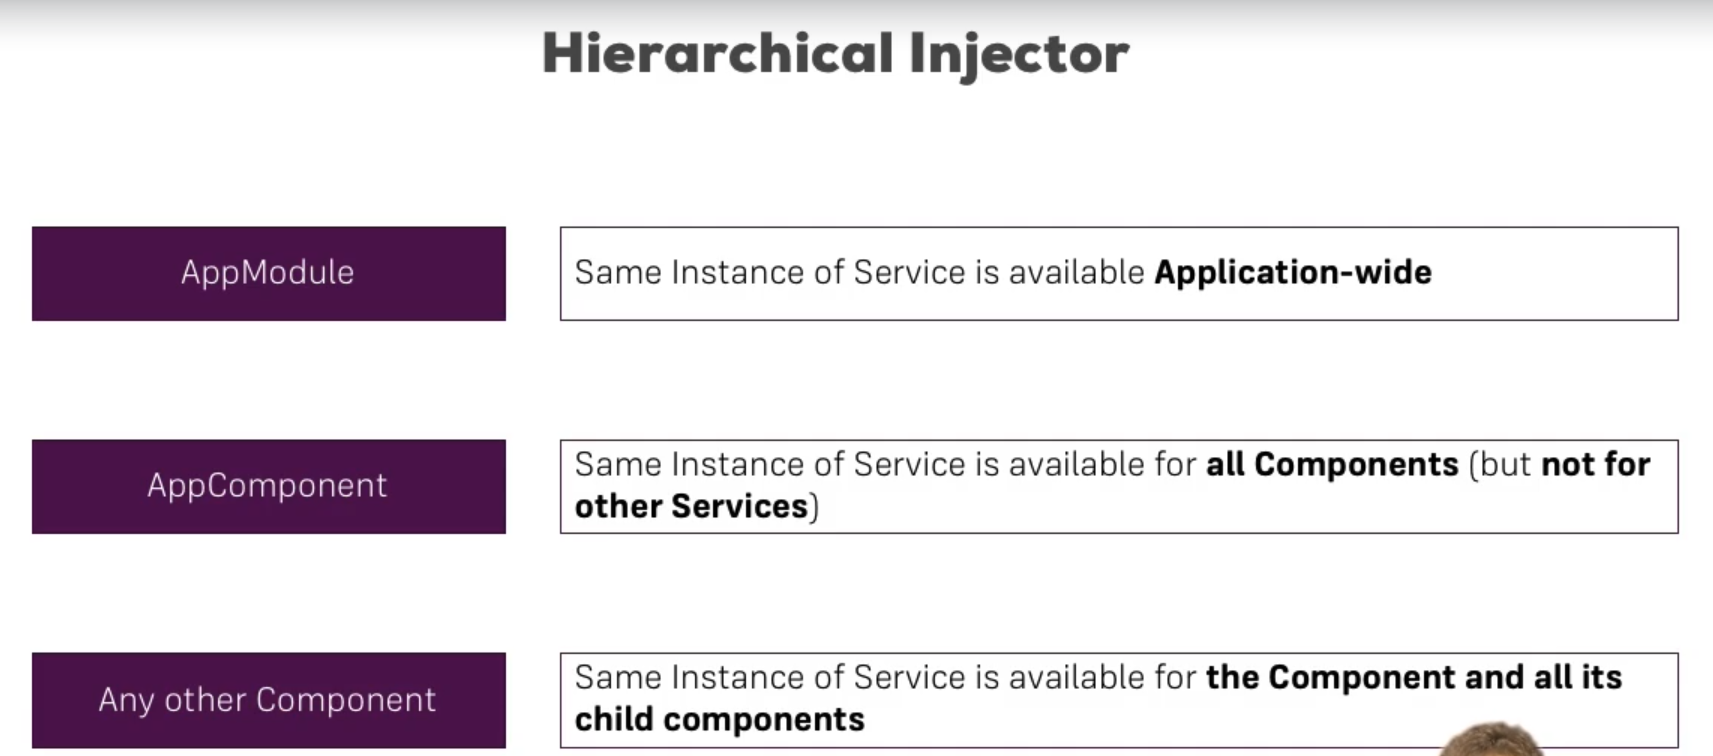 Hierarchical Injector
AppModule
Same Instance of Service is available Application-wide
AppComponent
Same Instance of Service is available for all Components (but not for
other Services)
Any other Component
Same Instance of Service is available for the Component and all its
child components